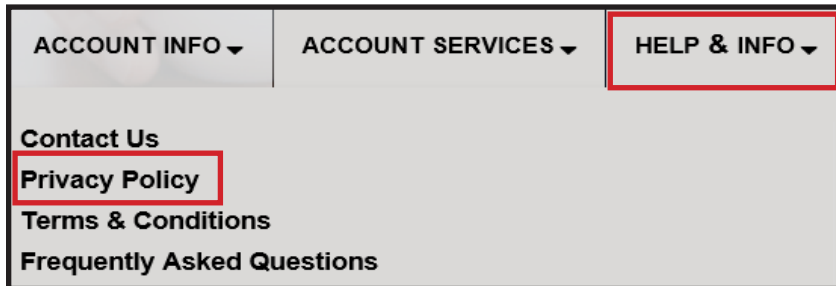 ACCOUNT INFO ACCOUNT SERVICES HELP & INFO
Contact Us
Privacy Policy
Terms & Conditions
Frequently Asked Questions